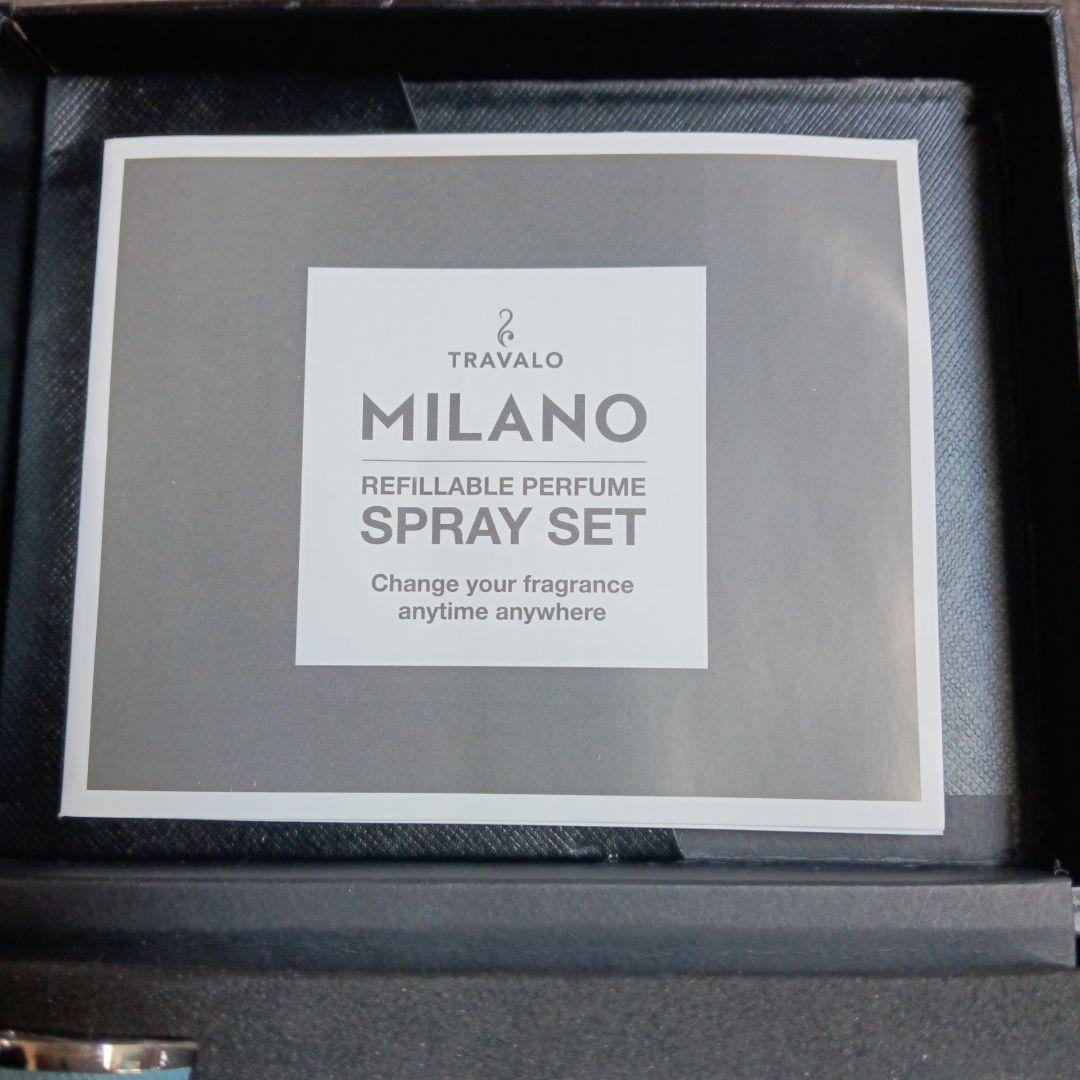 TRAVALO
MILANO
REFILLABLE PERFUME
SPRAY SET
Change your fragrance
anytime anywhere